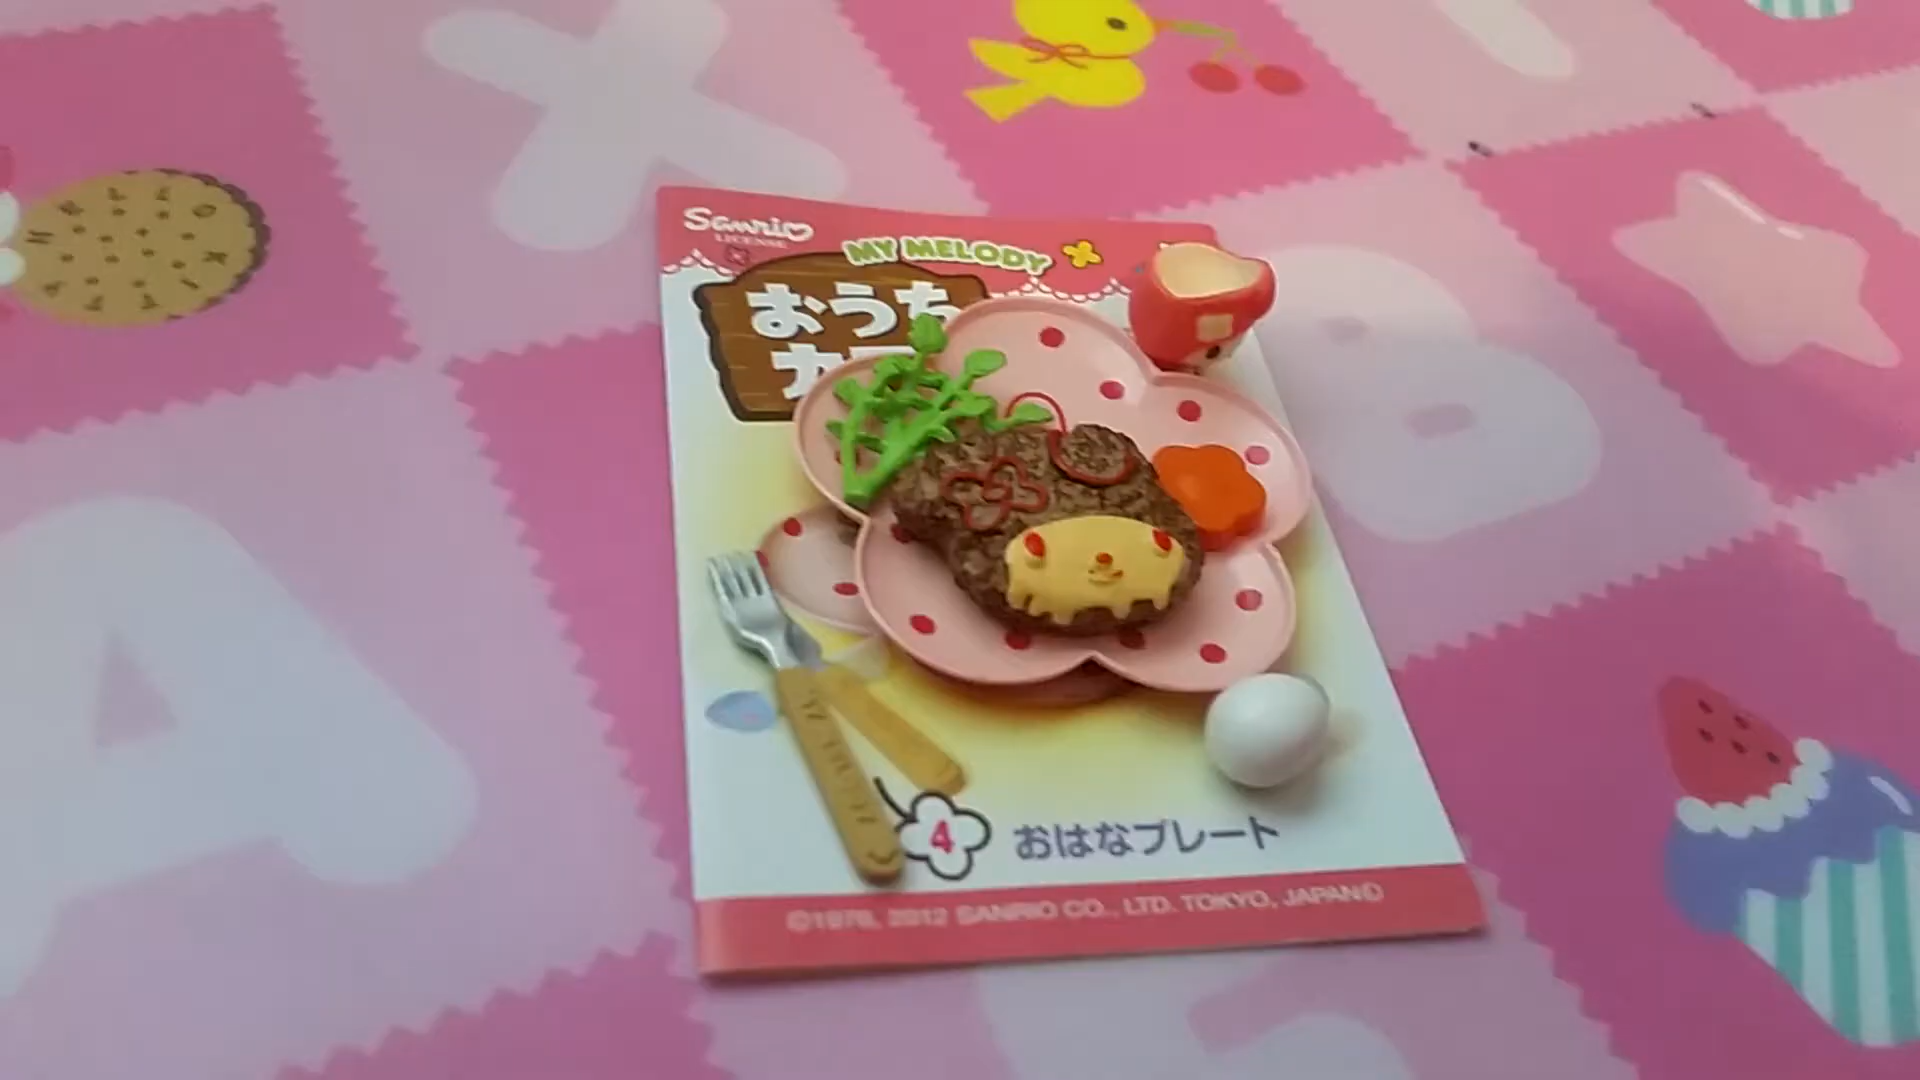 Sanrio
LICENSE
MY MELODY
おうち
4
おはなプレート
©1976, 2012 SANRIO CO., LTD. TOKYO, JAPAN
X
B
A